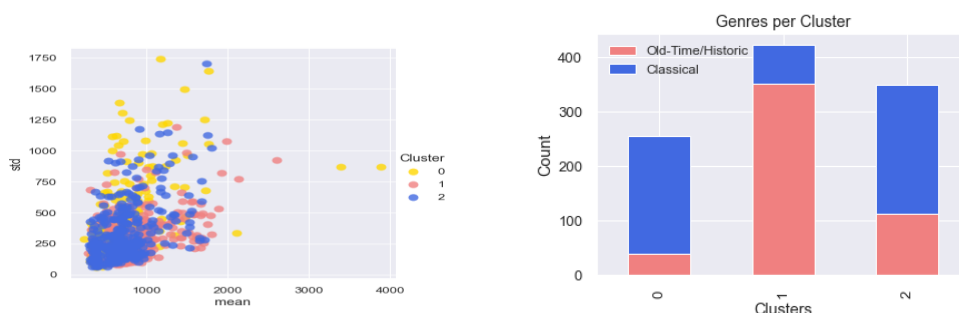 1750
1500
1250
1000
750
500
250
0
std
1000
2000
3000
4000
mean
Cluster
0
1
2
Genres per Cluster
Old-Time/Historic
Classical
400
300
200
100
0
Count
0
1
2
Clusters